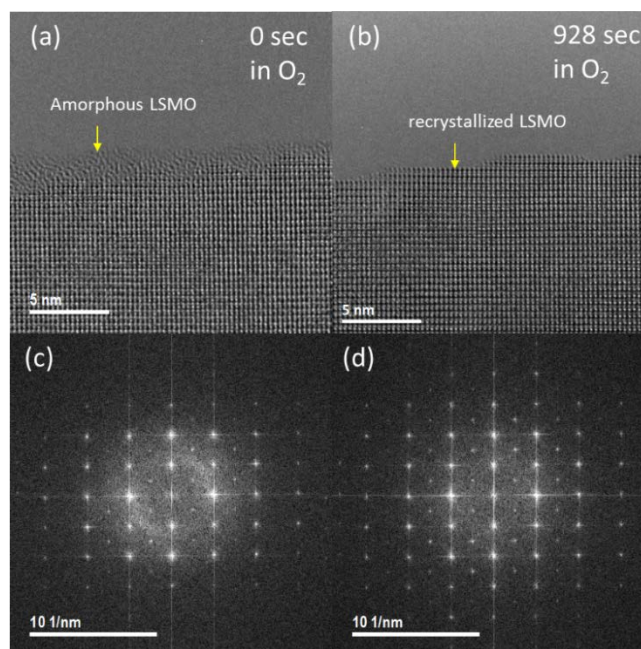 (a)
0 sec
in O₂
Amorphous LSMO
5 nm
(b)
928 sec
in O₂
recrystallized LSMO
5 nm
(c)
10 1/nm
(d)
10 1/nm